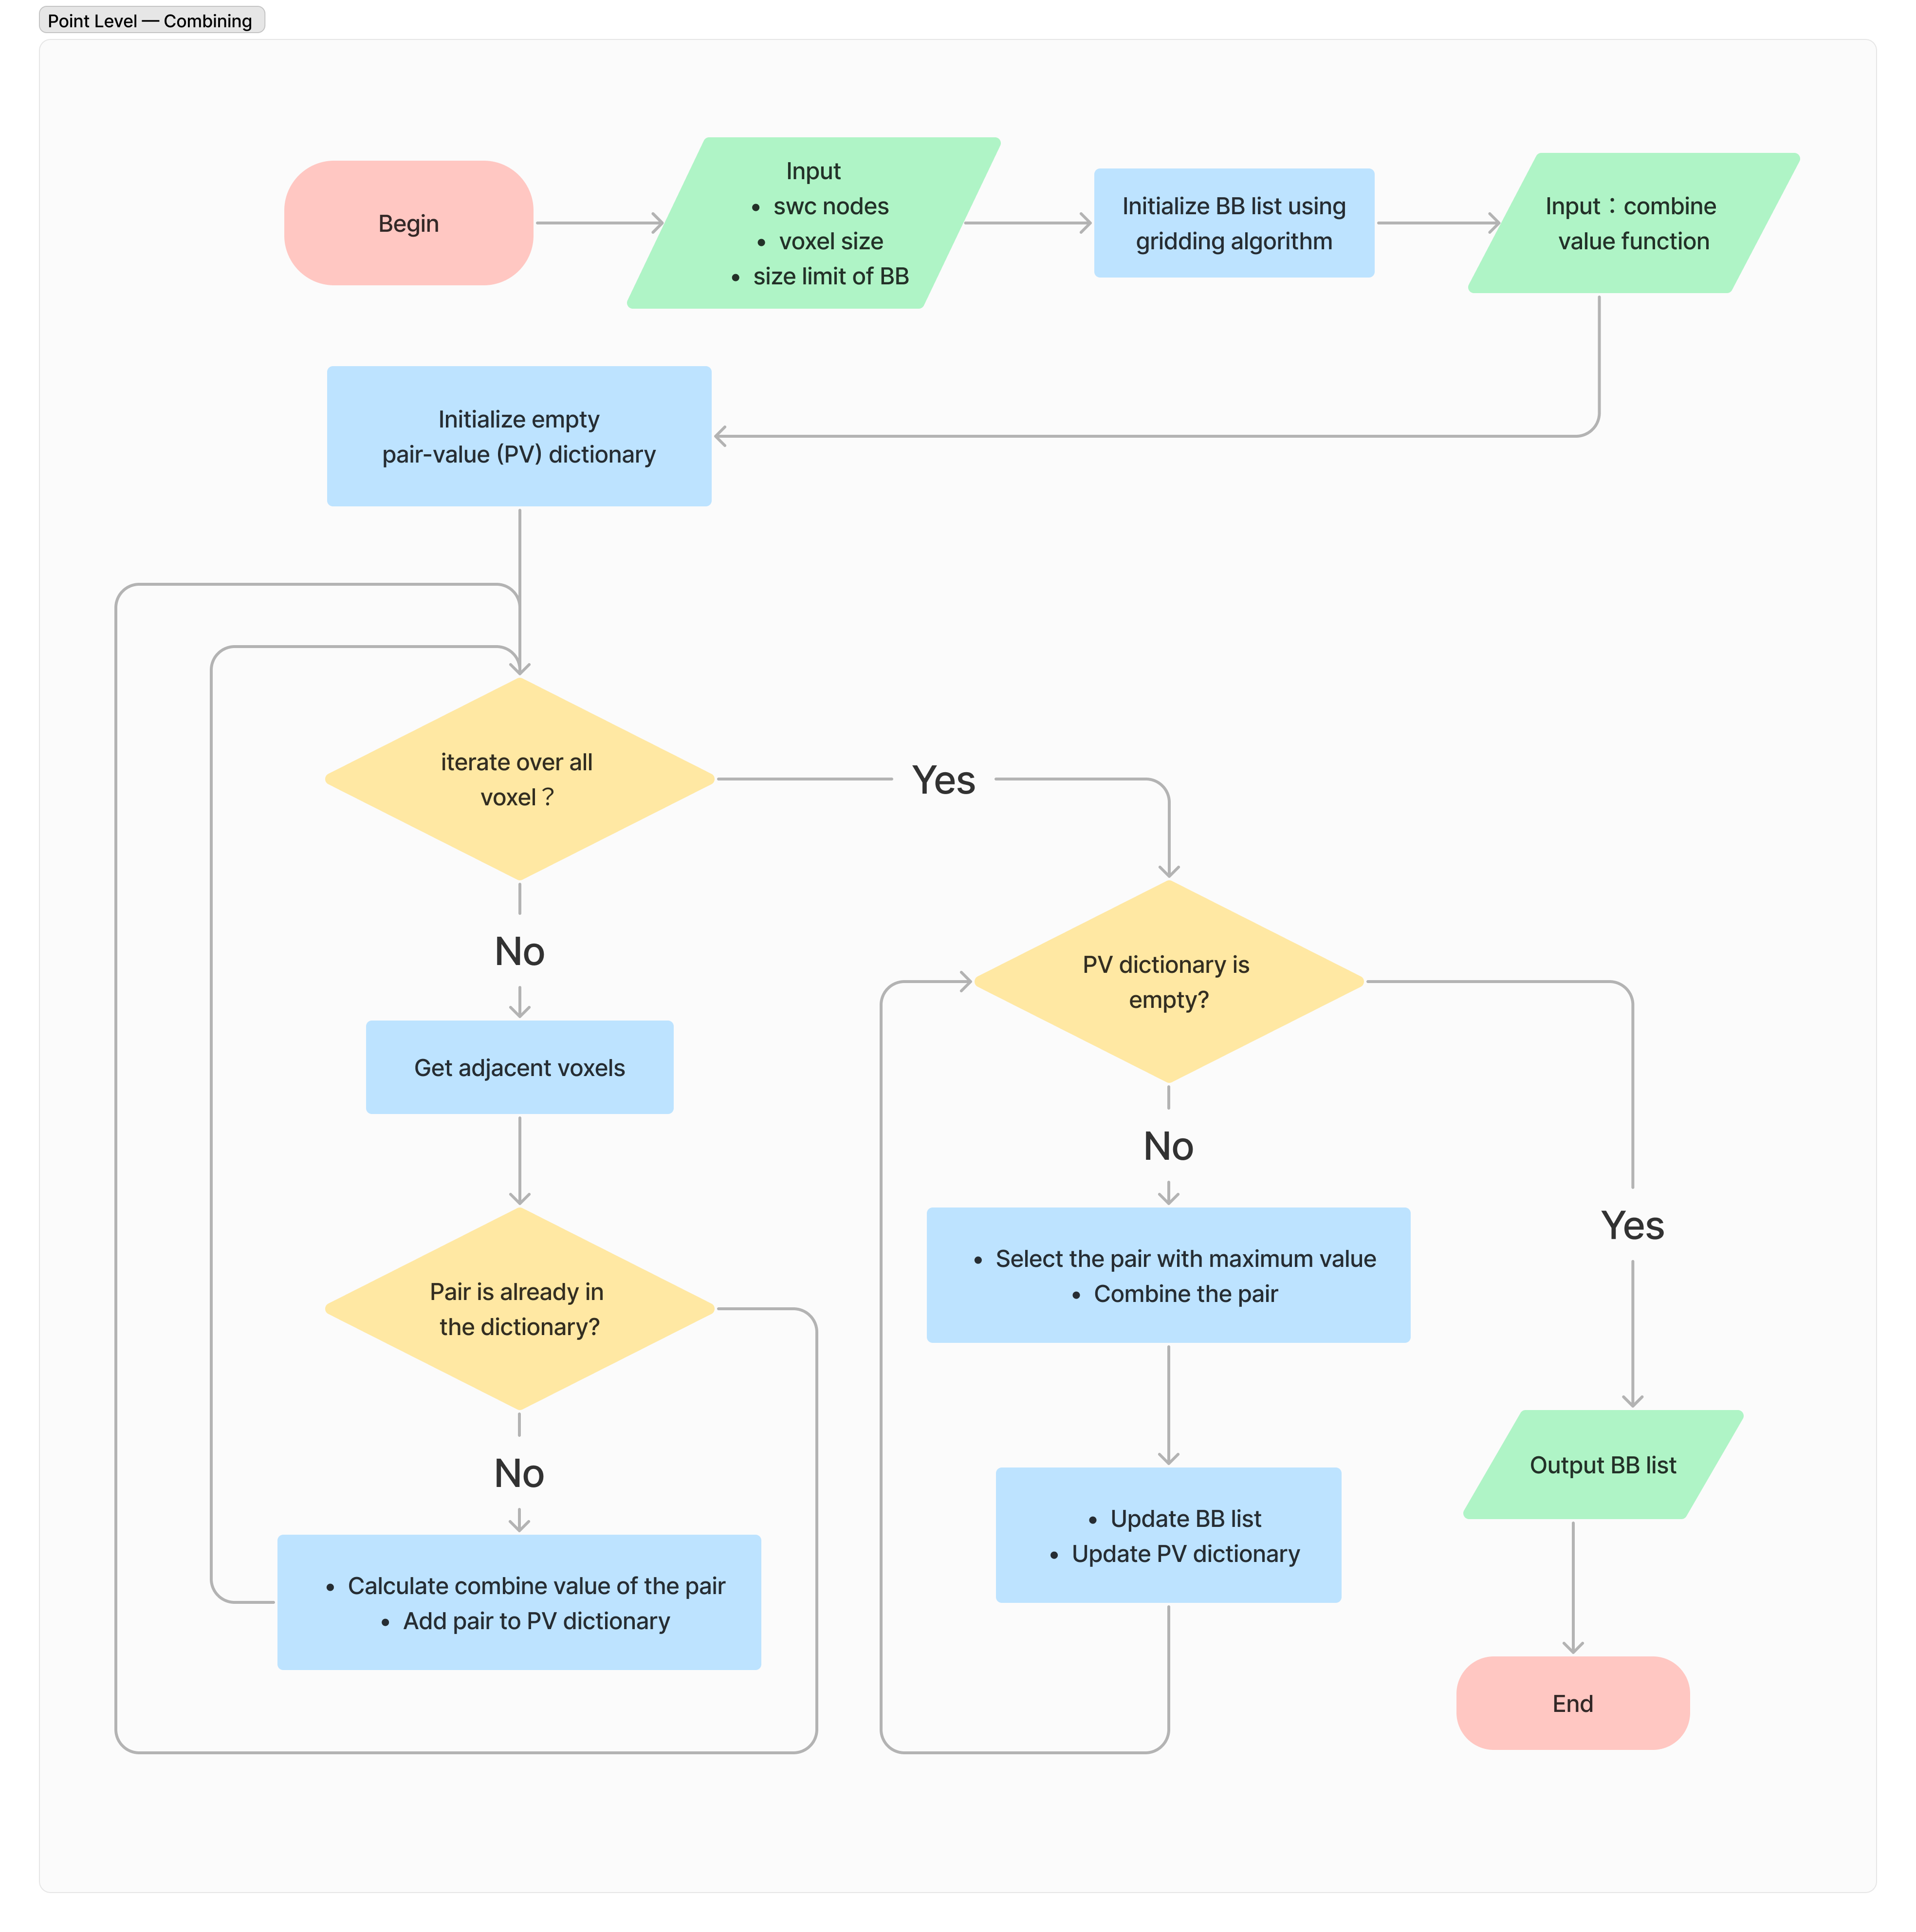 Point Level — Combining
Begin
Input
• swc nodes
• voxel size
• size limit of BB
Initialize BB list using
gridding algorithm
Input：combine
value function
Initialize empty
pair-value (PV) dictionary
iterate over all
voxel？
Yes
No
PV dictionary is
empty?
Get adjacent voxels
No
Yes
Pair is already in
the dictionary?
• Select the pair with maximum value
• Combine the pair
No
Output BB list
• Calculate combine value of the pair
• Add pair to PV dictionary
• Update BB list
• Update PV dictionary
End